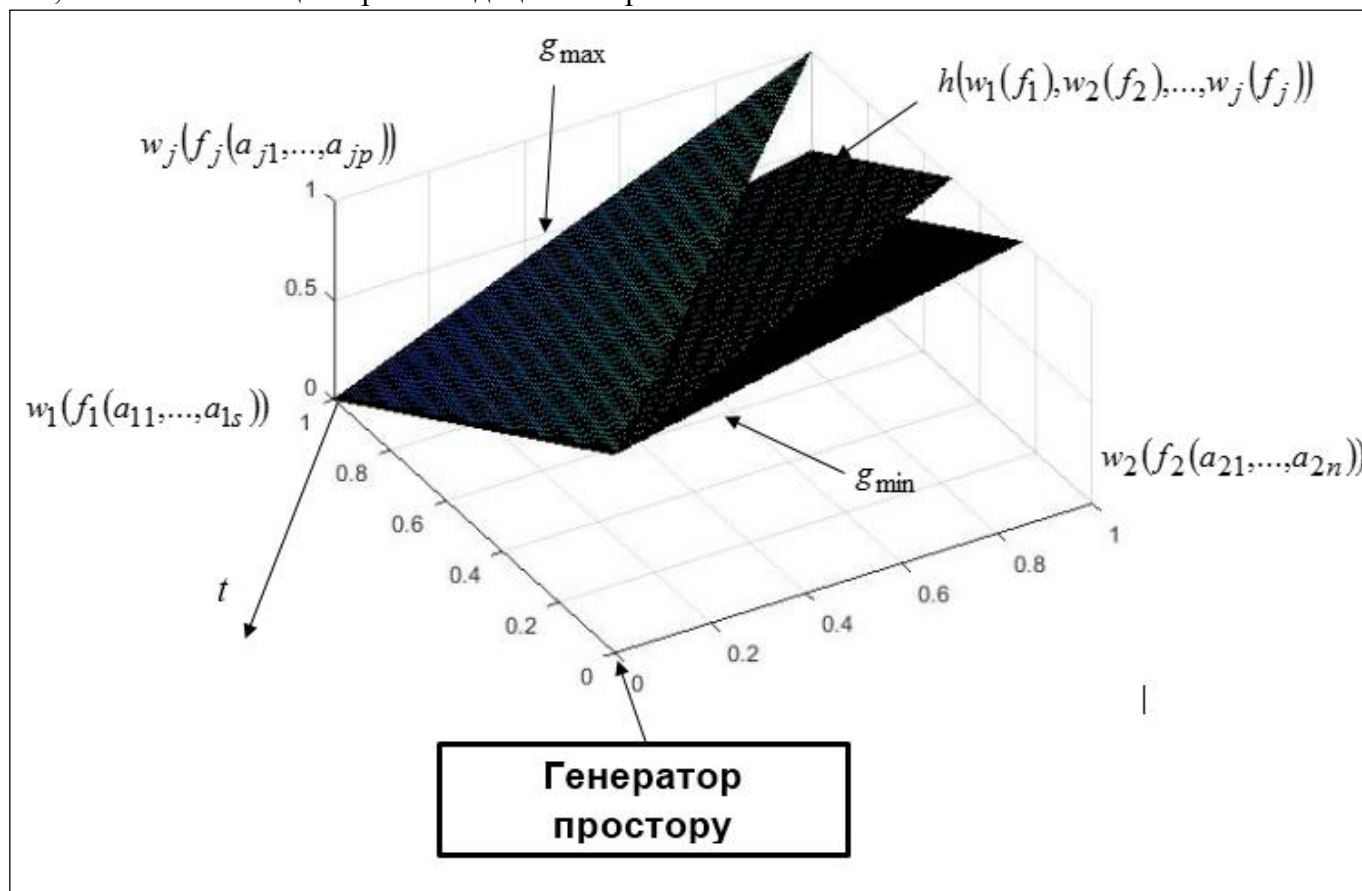 g_max
h(w_1(f_1),w_2(f_2),...,w_j(f_j))
w_j(f_j(a_j1,...,a_jp))
1
0.5
0
w_1(f_1(a_11,...,a_1s))
1
0.8
0.6
0.4
0.2
0
w_2(f_2(a_21,...,a_2n))
g_min
1
0.8
0.6
0.4
0.2
0
t
Генератор
простору